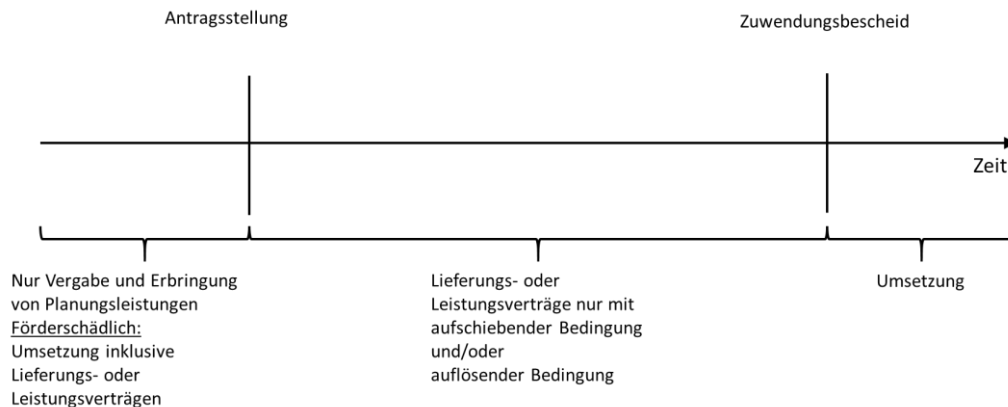 Antragsstellung
Zuwendungsbescheid
Zeit
Nur Vergabe und Erbringung
von Planungsleistungen
Förderschädlich:
Umsetzung inklusive
Lieferungs- oder
Leistungsverträgen
Lieferungs- oder
Leistungsverträge nur mit
aufschiebender Bedingung
und/oder
auflösender Bedingung
Umsetzung